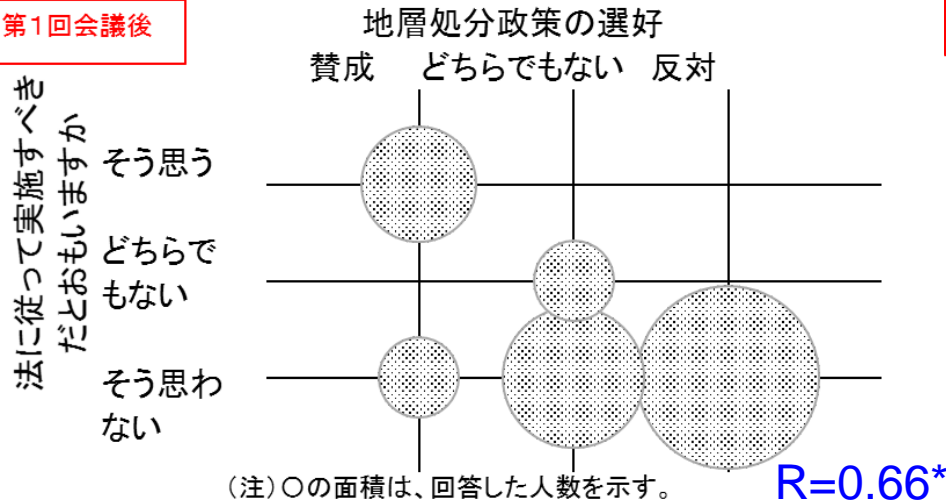 第1回会議後
地層処分政策の選好
賛成 どちらでもない 反対
法に従って実施すべき
だとおもいますか
そう思う
どちらで
もない
そう思わ
ない
(注)〇の面積は、回答した人数を示す。
R=0.66*